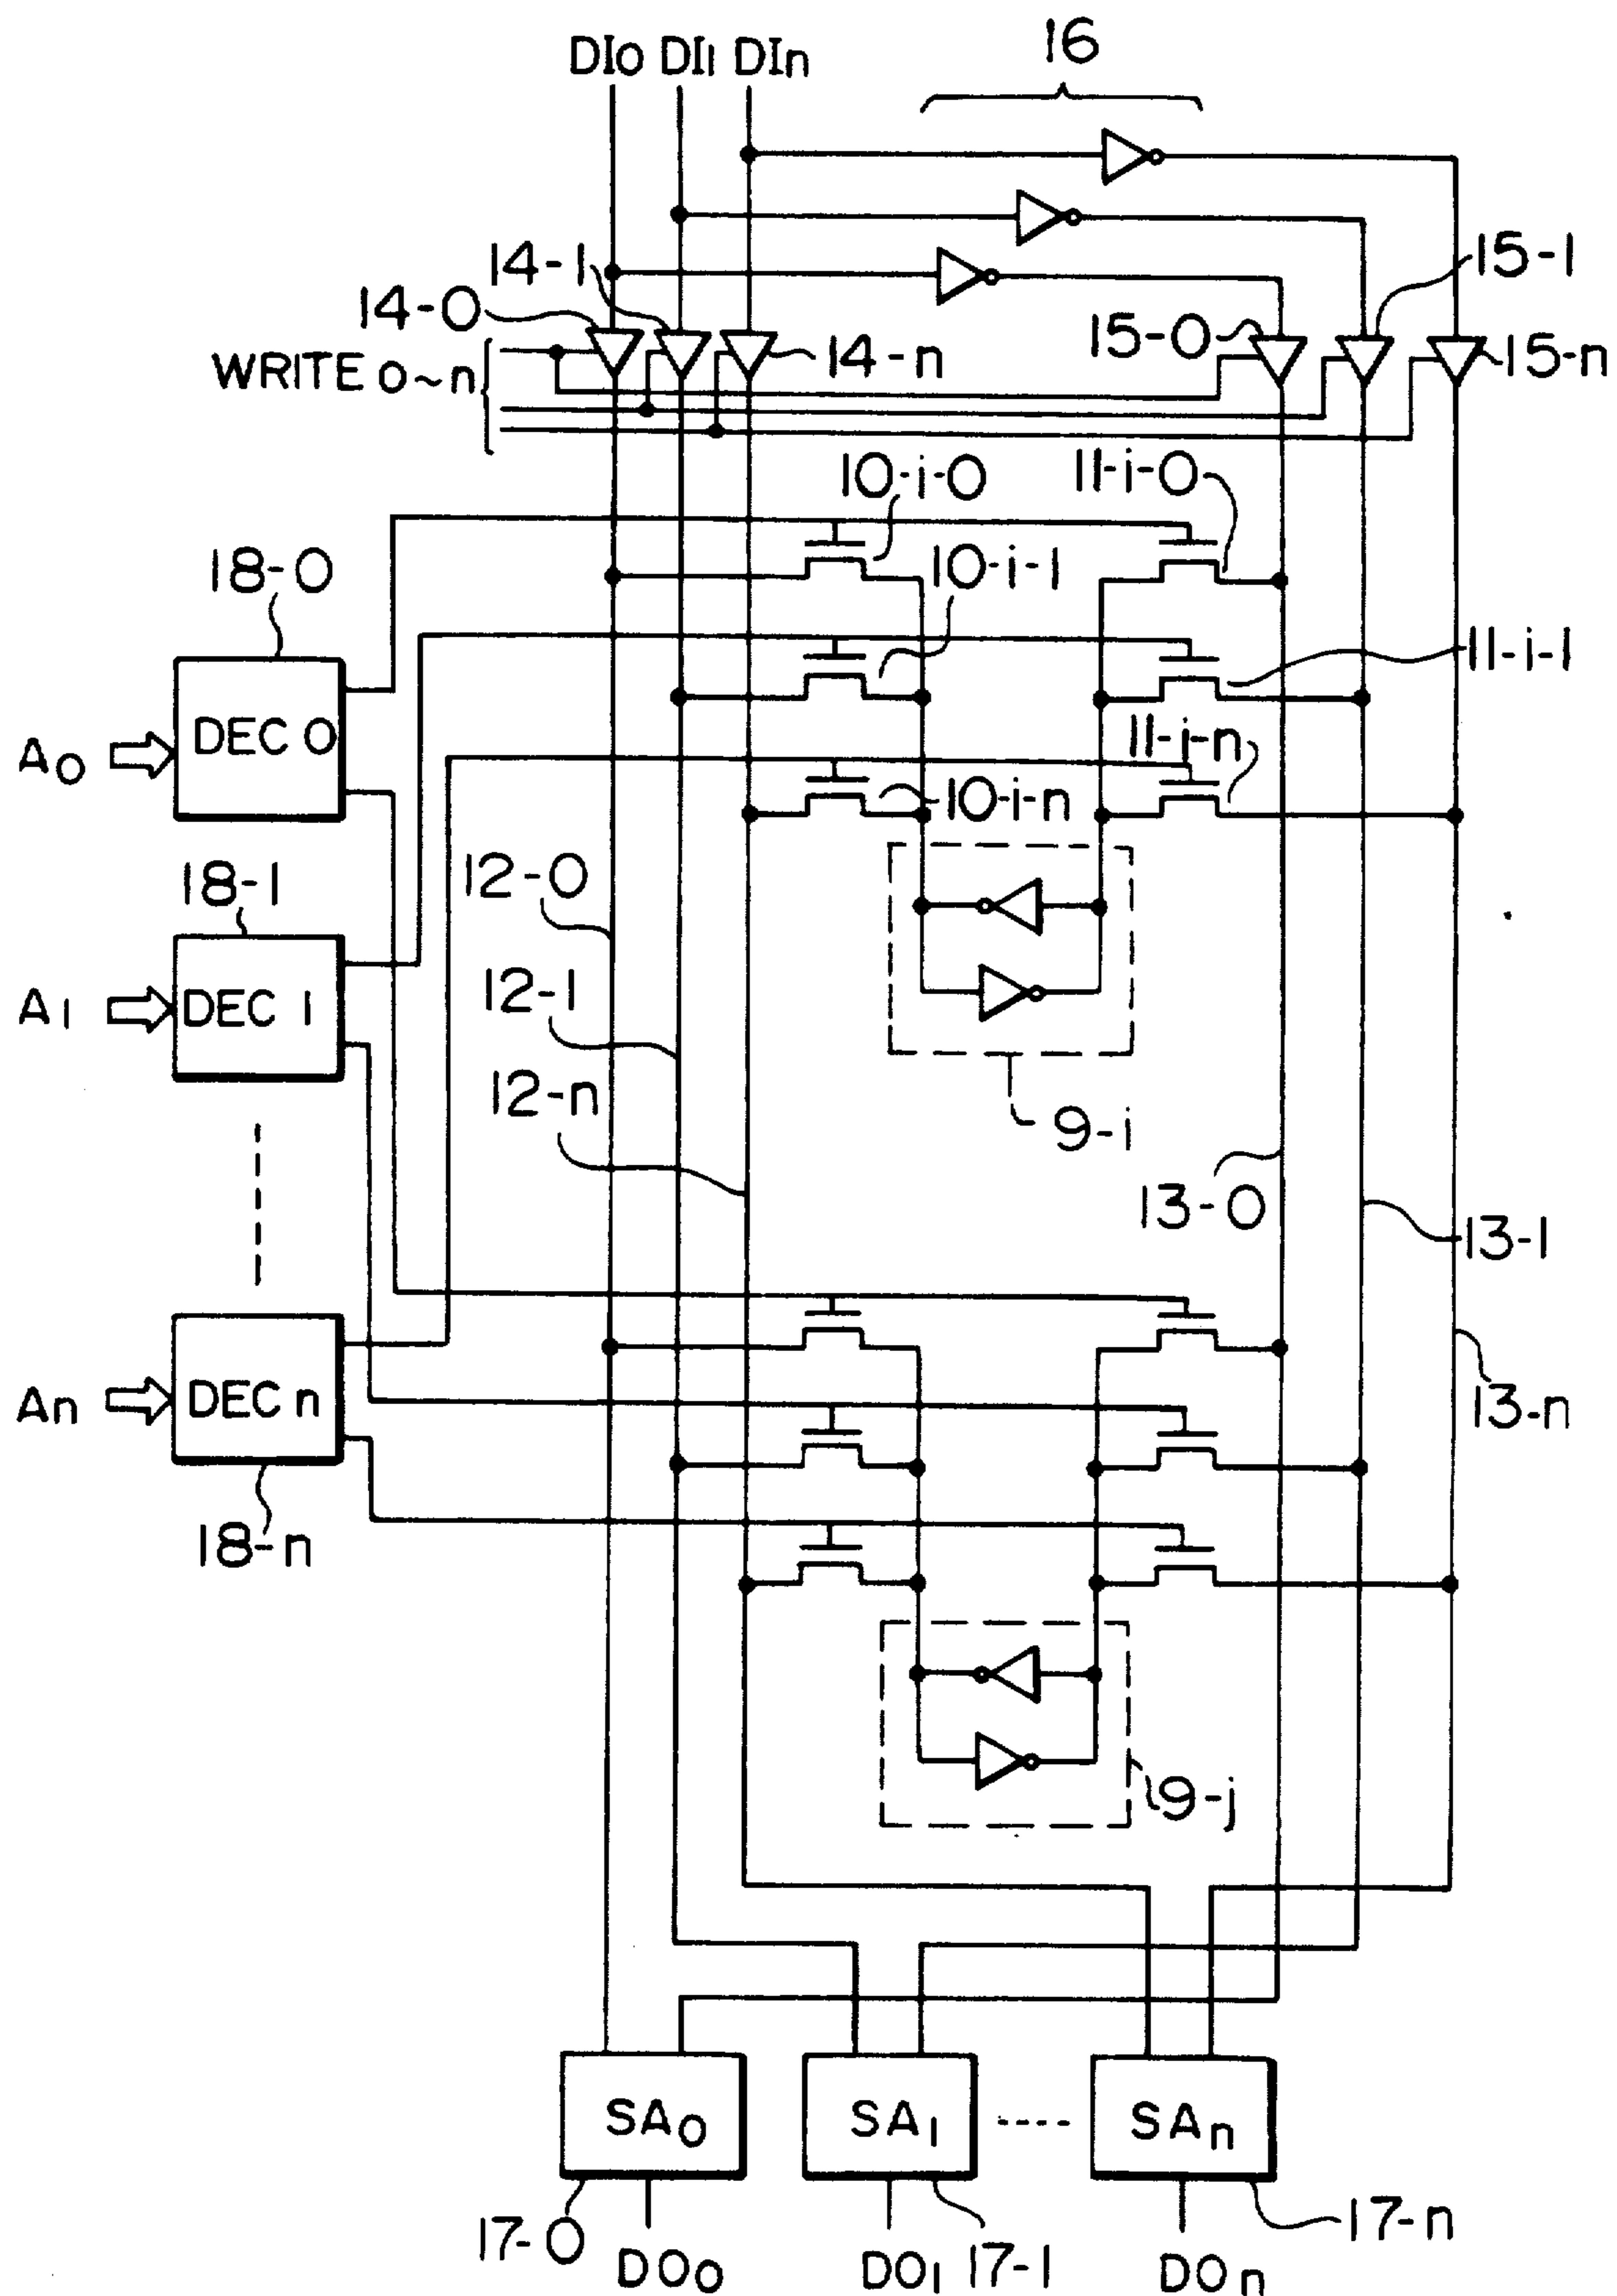 16
DI0 DI1 DIn
14-1
15-1
14-0
15-0
14-n
15-n
WRITE 0~n
10-i-0
11-i-0
18-0
10-i-1
11-i-1
DEC 0
A0
11-i-n
10-i-n
12-0
18-1
12-1
A1
DEC 1
12-n
9-i
13-0
13-1
An
DEC n
13-n
18-n
9-j
SA0
SA1
SAn
17-0
DO0
DO1
17-1
DOn
17-n